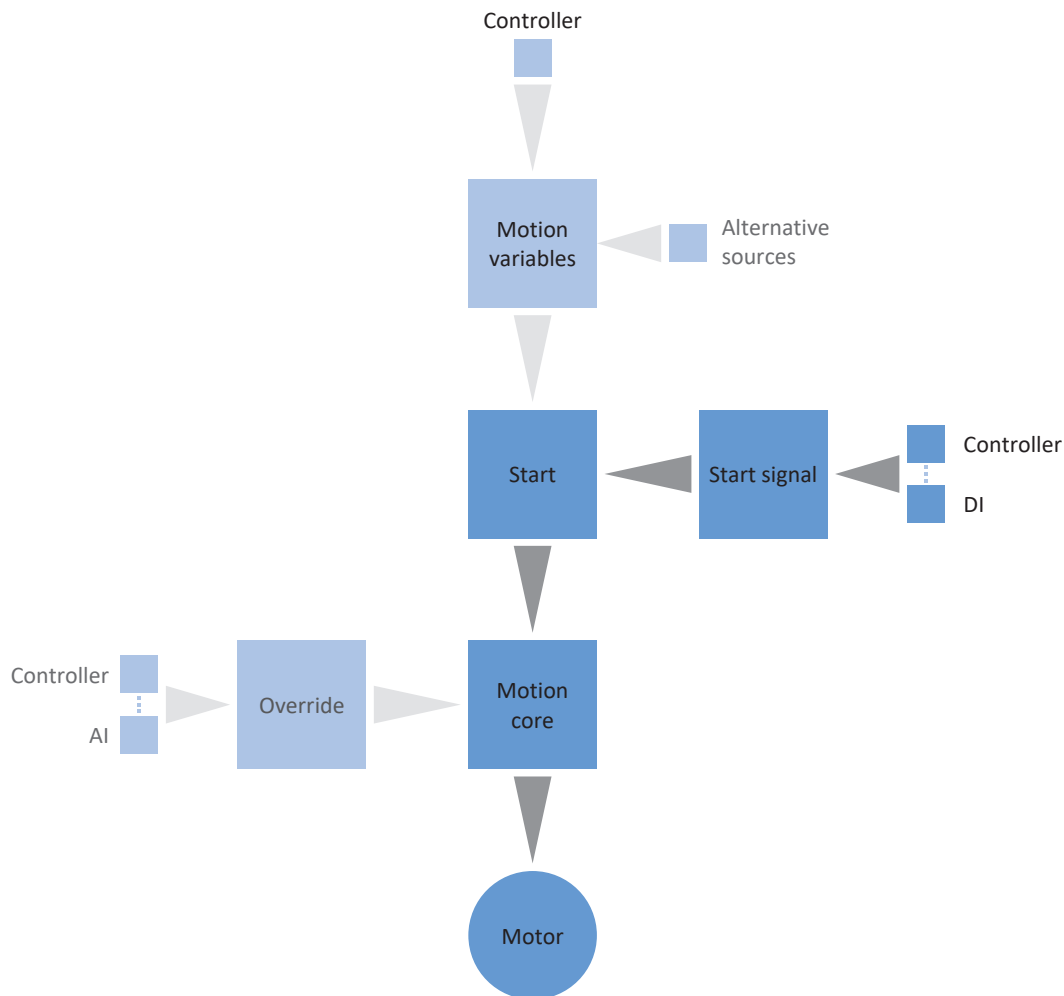 Controller
Motion
variables
Alternative
sources
Start
Start signal
Controller
DI
Controller
AI
Override
Motion
core
Motor